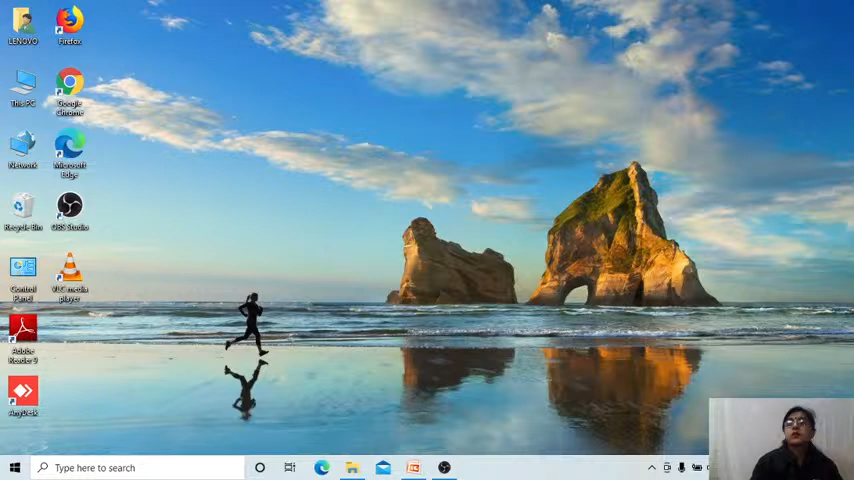 LENOVO
Firefox
This PC
Google
Chrome
Network
Microsoft
Edge
Recycle Bin
OBS Studio
Control
Panel
VLC media
player
Adobe
Reader 9
AnyDesk
Type here to search